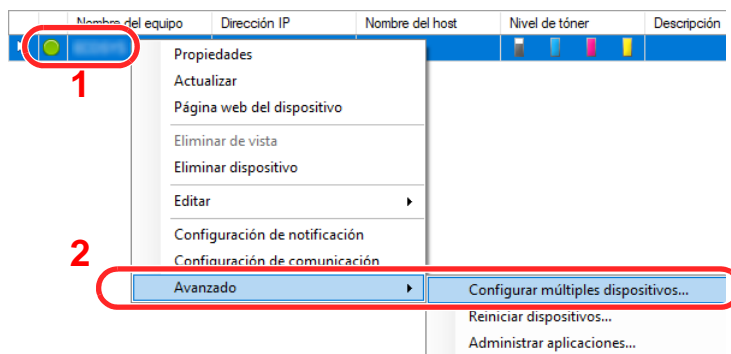 Nombre del equipo Dirección IP Nombre del host Nivel de tóner Descripción
1
Propiedades
Actualizar
Página web del dispositivo
Eliminar de vista
Eliminar dispositivo
Editar
Configuración de notificación
2
Configuración de comunicación
Avanzado
Configurar múltiples dispositivos...
Reiniciar dispositivos...
Administrar aplicaciones...